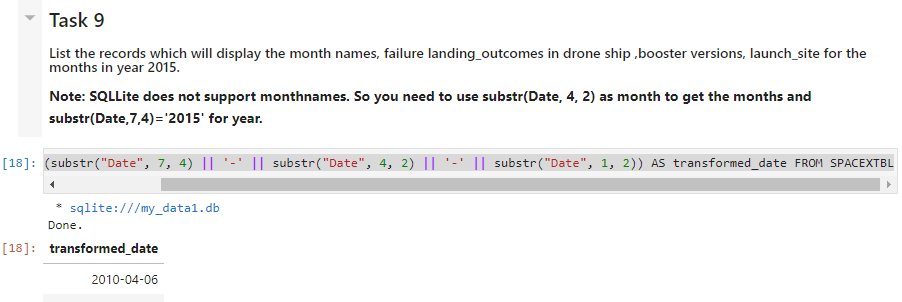 Task 9
List the records which will display the month names, failure landing_outcomes in drone ship ,booster versions, launch_site for the
months in year 2015.
Note: SQLLite does not support monthnames. So you need to use substr(Date, 4, 2) as month to get the months and
substr(Date,7,4)='2015' for year.
[18]: (substr("Date", 7, 4) || '-' || substr("Date", 4, 2) || '-' || substr("Date", 1, 2)) AS transformed_date FROM SPACEXTBL
* sqlite:///my_data1.db
Done.
[18]: transformed_date
2010-04-06